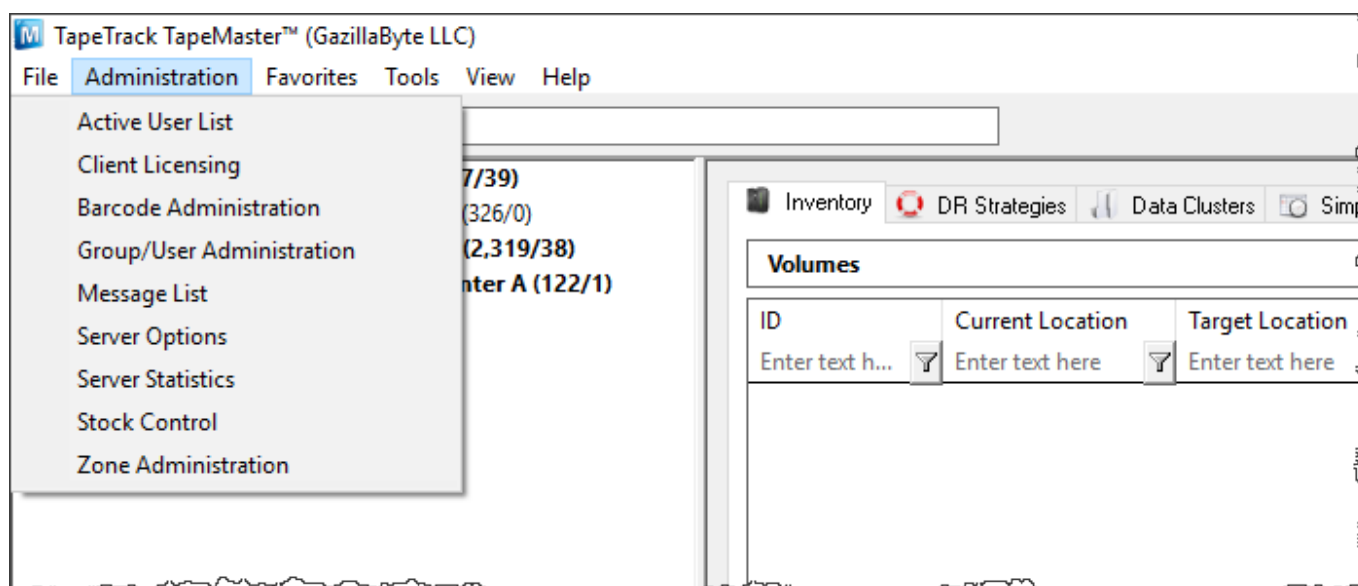 TapeTrack TapeMaster™ (GazillaByte LLC)
File Administration Favorites Tools View Help
Active User List
Client Licensing
Barcode Administration
Group/User Administration
Message List
Server Options
Server Statistics
Stock Control
Zone Administration
7/39)
(326/0)
(2,319/38)
nter A (122/1)
Inventory DR Strategies Data Clusters Simp
Volumes
ID Current Location Target Location
Enter text h... Enter text here Enter text here